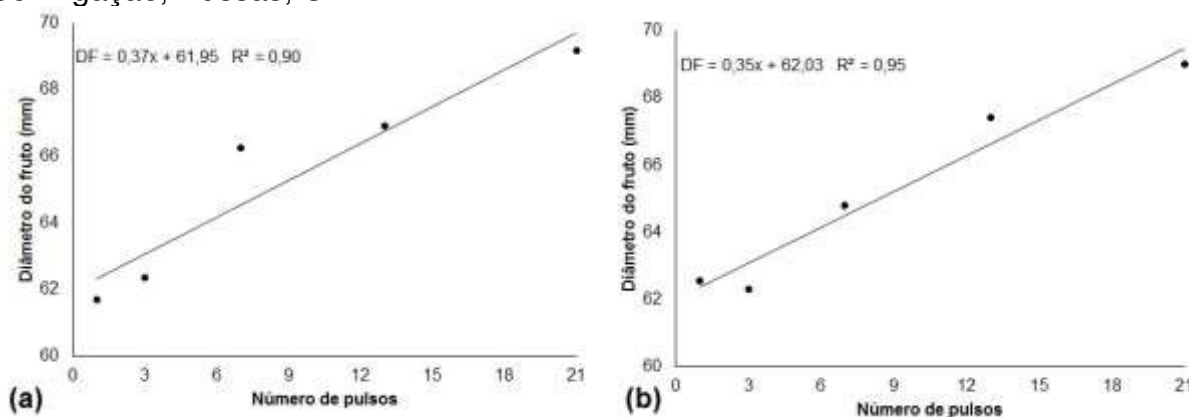 70
DF = 0,37x + 61,95 R² = 0,90
68
66
64
62
60
Diâmetro do fruto (mm)
0 3 6 9 12 15 18 21
Número de pulsos
(a)
70
DF = 0,35x + 62,03 R² = 0,95
68
66
64
62
60
Diâmetro do fruto (mm)
0 3 6 9 12 15 18 21
Número de pulsos
(b)